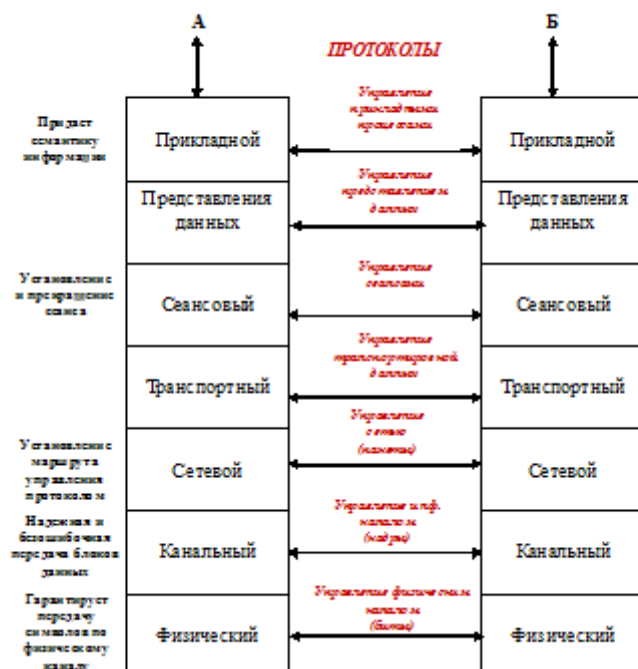 А
Б
ПРОТОКОЛЫ
Придаст
семантику
информации
Прикладной
Управление
прикладными
процессами
Прикладной
Представления
данных
Управление
представлением
данных
Представления
данных
Установление
и прекращение
сеанса
Сеансовый
Управление
сеансами
Сеансовый
Транспортный
Управление
транспортировкой
данных
Транспортный
Установление
маршрута
управления
протоколом
Сетевой
Управление
сетью
(пакеты)
Сетевой
Надежная и
безошибочная
передача блоков
данных
Канальный
Управление инф.
каналом
(кадры)
Канальный
Гарантирует
передачу
символов по
физическому
каналу
Физический
Управление физическим
каналом
(биты)
Физический